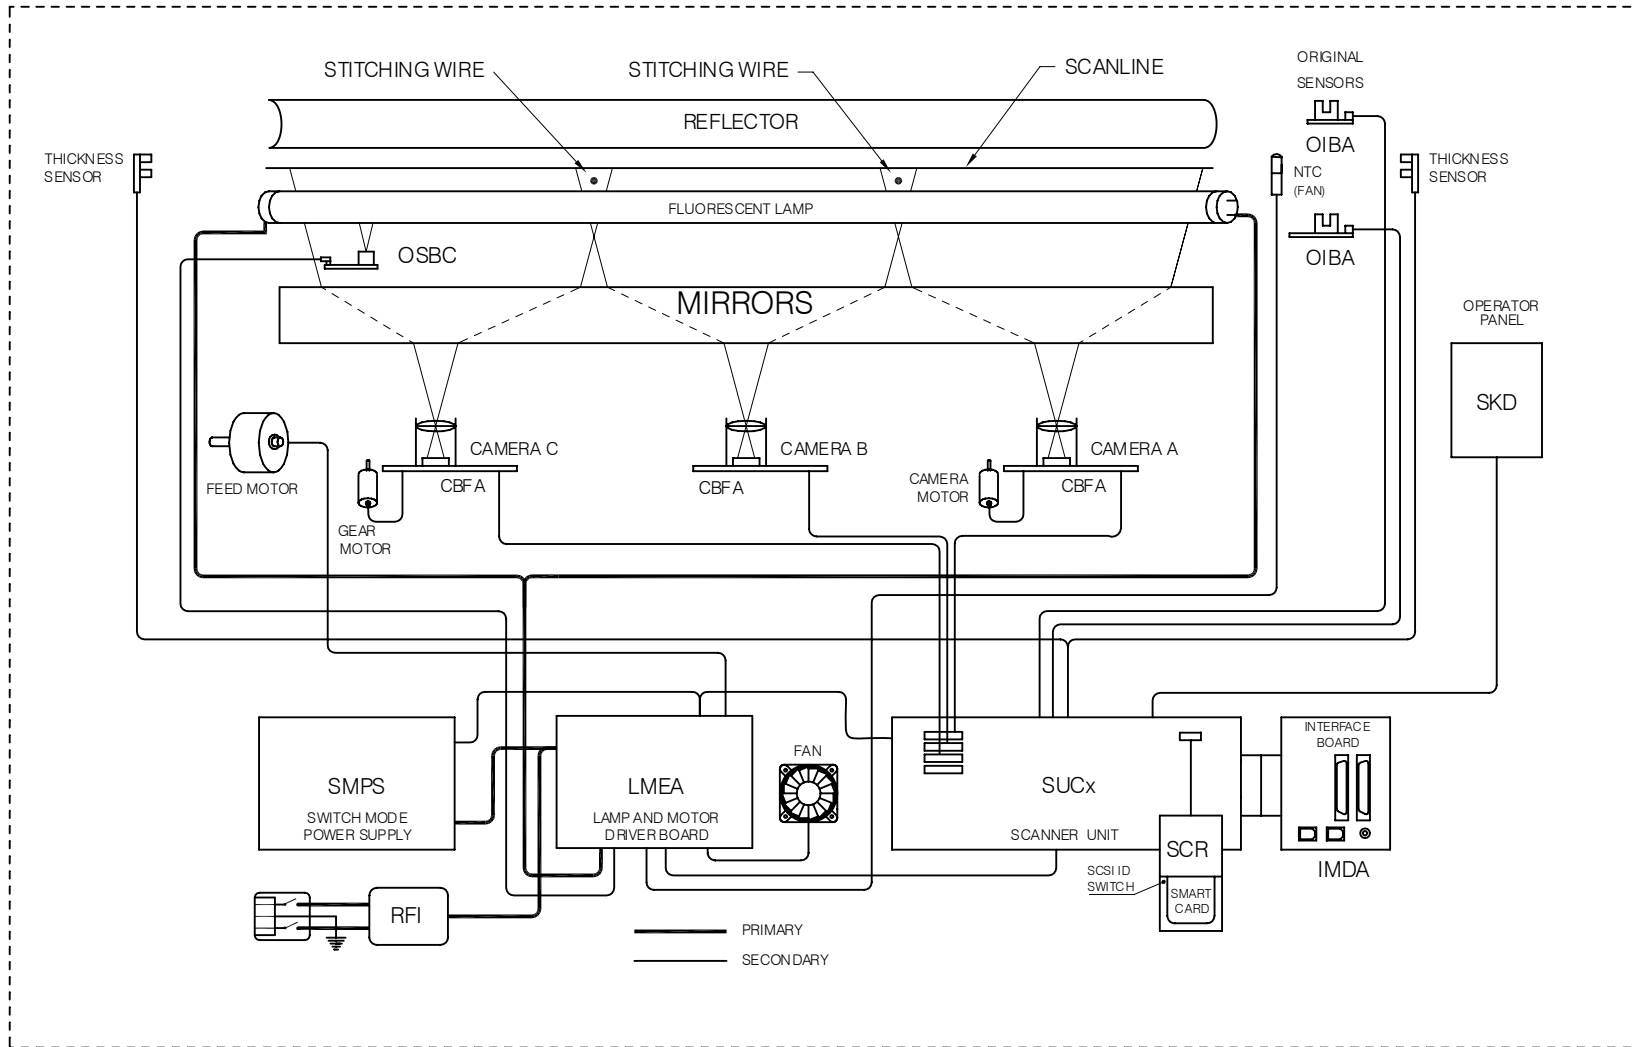 STITCHING WIRE
STITCHING WIRE
SCANLINE
ORIGINAL
SENSORS
REFLECTOR
OIBA
THICKNESS
SENSOR
NTC
(FAN)
THICKNESS
SENSOR
FLUORESCENT LAMP
OSBC
OIBA
MIRRORS
OPERATOR
PANEL
SKD
CAMERA C
CAMERA B
CAMERA A
FEED MOTOR
CBFA
CBFA
CAMERA
MOTOR
CBFA
GEAR
MOTOR
SMPS
SWITCH MODE
POWER SUPPLY
LMEA
LAMP AND MOTOR
DRIVER BOARD
FAN
SUCx
SCANNER UNIT
INTERFACE
BOARD
SCR
IMDA
SCSI ID
SWITCH
SMART
CARD
RFI
PRIMARY
SECONDARY